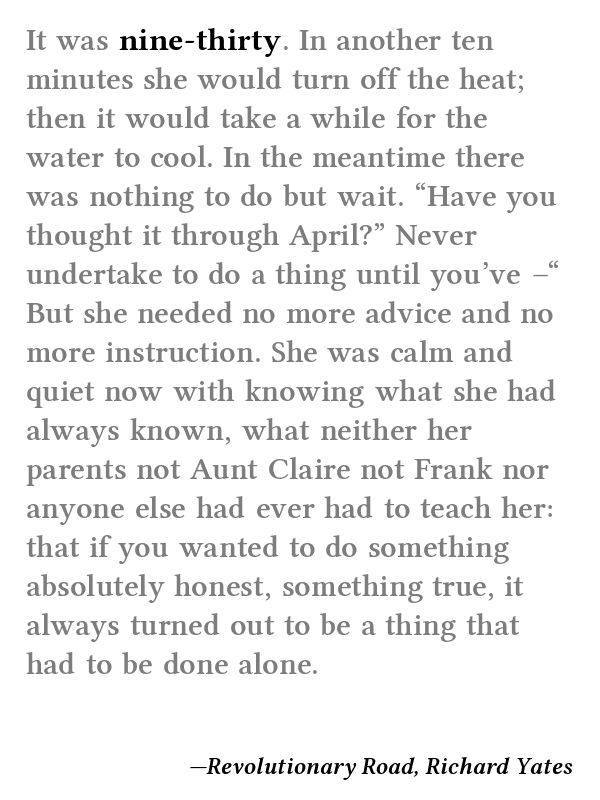 It was nine-thirty. In another ten
minutes she would turn off the heat;
then it would take a while for the
water to cool. In the meantime there
was nothing to do but wait. “Have you
thought it through April?” Never
undertake to do a thing until you’ve –“
But she needed no more advice and no
more instruction. She was calm and
quiet now with knowing what she had
always known, what neither her
parents not Aunt Claire not Frank nor
anyone else had ever had to teach her:
that if you wanted to do something
absolutely honest, something true, it
always turned out to be a thing that
had to be done alone.
—Revolutionary Road, Richard Yates